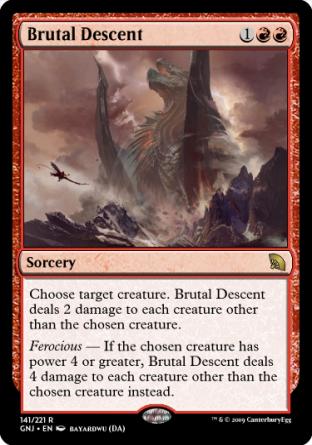 Brutal Descent
1
Sorcery
Choose target creature. Brutal Descent
deals 2 damage to each creature other
than the chosen creature.
Ferocious — If the chosen creature has
power 4 or greater, Brutal Descent deals
4 damage to each creature other than the
chosen creature instead.
141/221 R
GNJ • EN BAYARDWU (DA)
™ & © 2019 CanterburyEgg